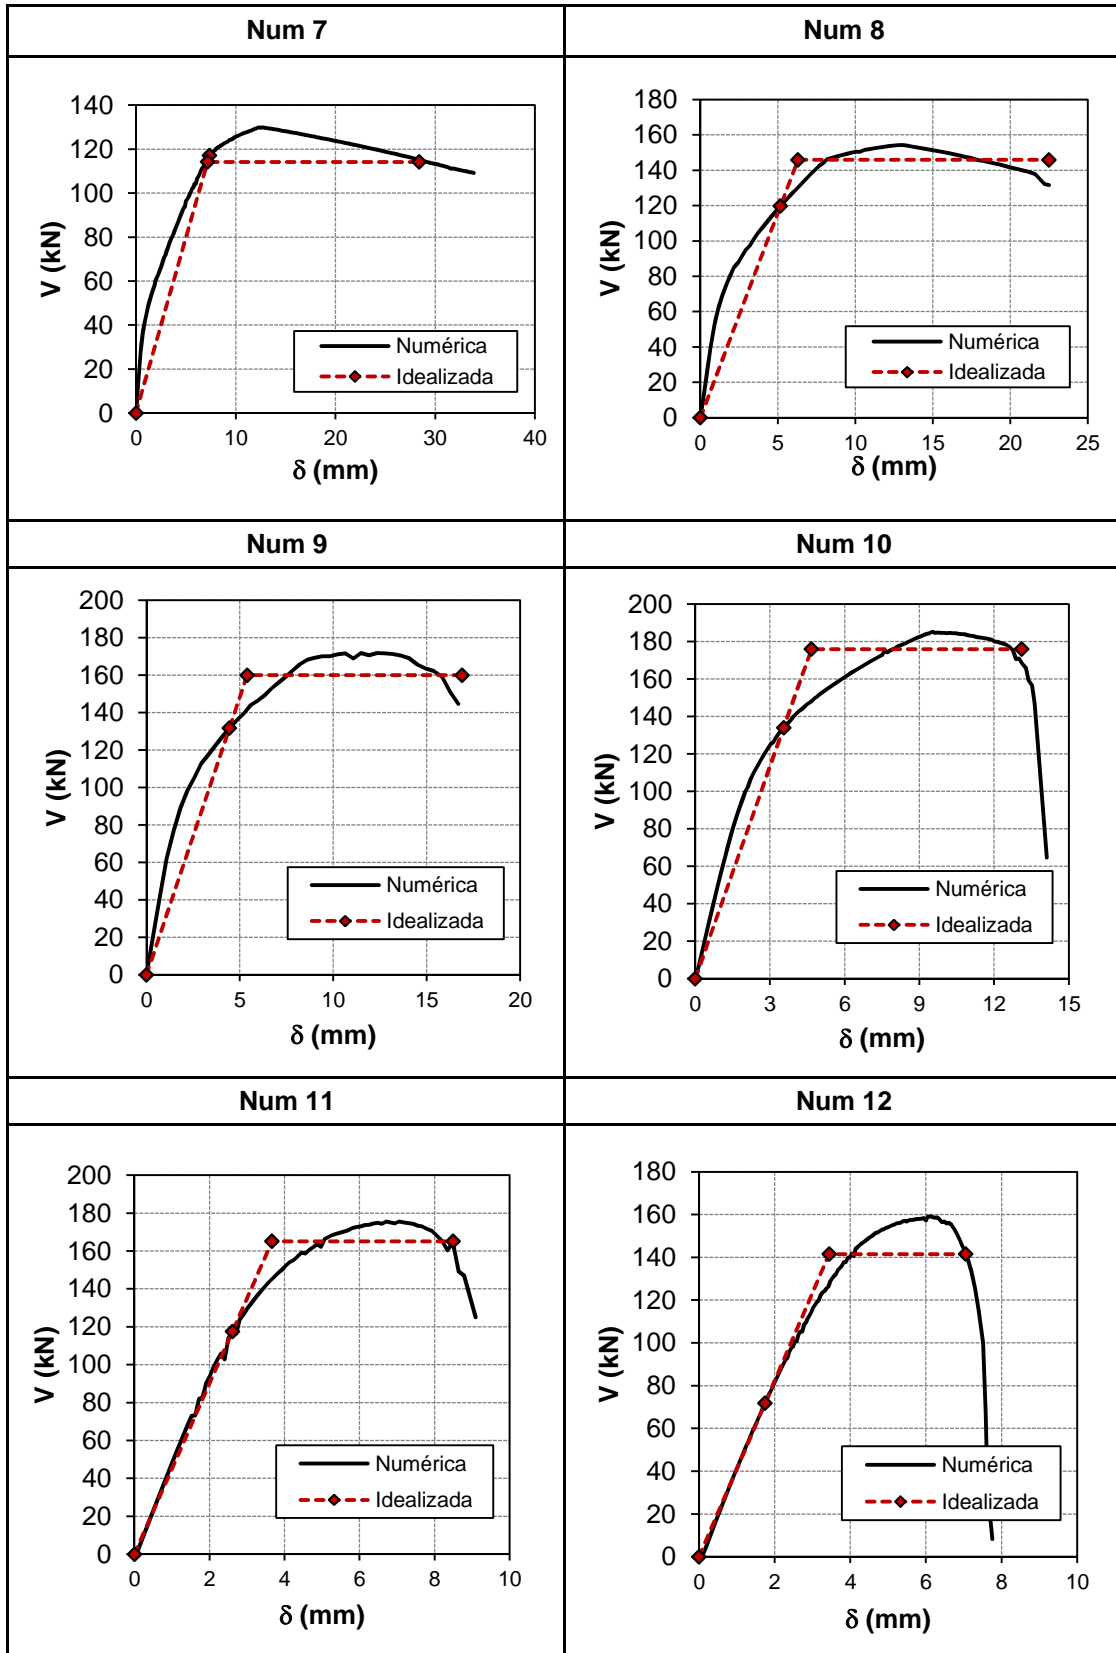 Num 7
Num 8
140
120
100
80
60
40
20
0
V (kN)
0 10 20 30 40
δ (mm)
Numérica
Idealizada
180
160
140
120
100
80
60
40
20
0
V (kN)
0 5 10 15 20 25
δ (mm)
Numérica
Idealizada
Num 9
Num 10
200
180
160
140
120
100
80
60
40
20
0
V (kN)
0 5 10 15 20
δ (mm)
Numérica
Idealizada
200
180
160
140
120
100
80
60
40
20
0
V (kN)
0 3 6 9 12 15
δ (mm)
Numérica
Idealizada
Num 11
Num 12
200
180
160
140
120
100
80
60
40
20
0
V (kN)
0 2 4 6 8 10
δ (mm)
Numérica
Idealizada
180
160
140
120
100
80
60
40
20
0
V (kN)
0 2 4 6 8 10
δ (mm)
Numérica
Idealizada